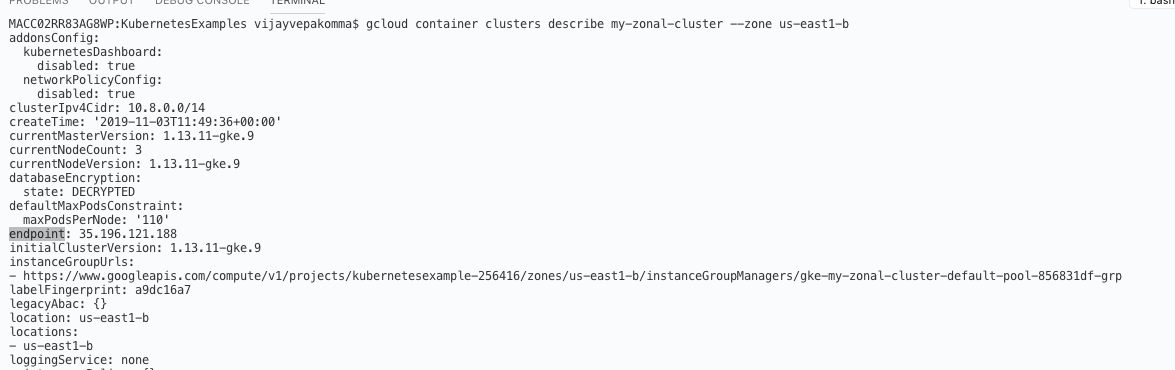 PROBLEMS OUTPUT DEBUG CONSOLE TERMINAL 1: bash
MACC02RR83AG8WP:KubernetesExamples vijayvepakomma$ gcloud container clusters describe my-zonal-cluster --zone us-east1-b
addonsConfig:
  kubernetesDashboard:
    disabled: true
  networkPolicyConfig:
    disabled: true
clusterIpv4Cidr: 10.8.0.0/14
createTime: '2019-11-03T11:49:36+00:00'
currentMasterVersion: 1.13.11-gke.9
currentNodeCount: 3
currentNodeVersion: 1.13.11-gke.9
databaseEncryption:
  state: DECRYPTED
defaultMaxPodsConstraint:
  maxPodsPerNode: '110'
endpoint: 35.196.121.188
initialClusterVersion: 1.13.11-gke.9
instanceGroupUrls:
- https://www.googleapis.com/compute/v1/projects/kubernetesexample-256416/zones/us-east1-b/instanceGroupManagers/gke-my-zonal-cluster-default-pool-856831df-grp
labelFingerprint: a9dc16a7
legacyAbac: {}
location: us-east1-b
locations:
- us-east1-b
loggingService: none